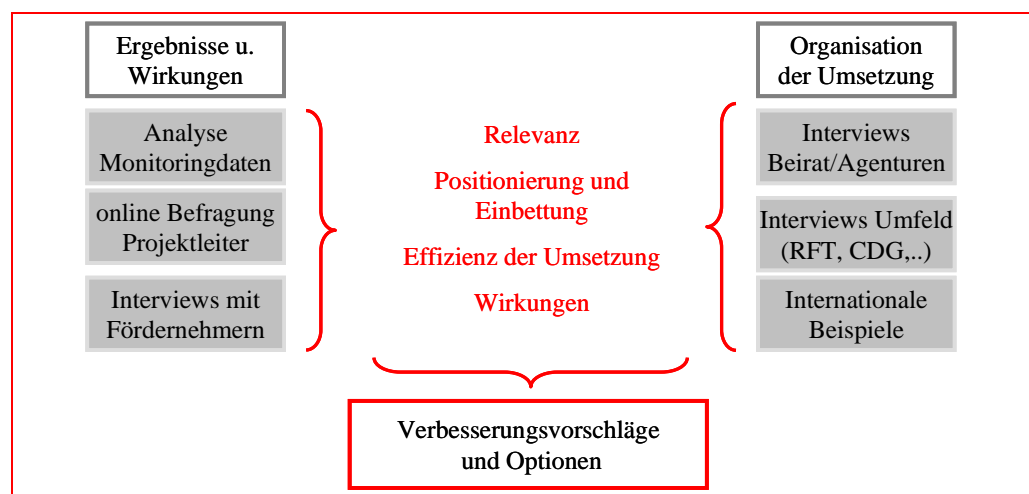 Ergebnisse u.
Wirkungen
Analyse
Monitoringdaten
online Befragung
Projektleiter
Interviews mit
Fördernehmern
Relevanz
Positionierung und
Einbettung
Effizienz der Umsetzung
Wirkungen
Organisation
der Umsetzung
Interviews
Beirat/Agenturen
Interviews Umfeld
(RFT, CDG,..)
Internationale
Beispiele
Verbesserungsvorschläge
und Optionen